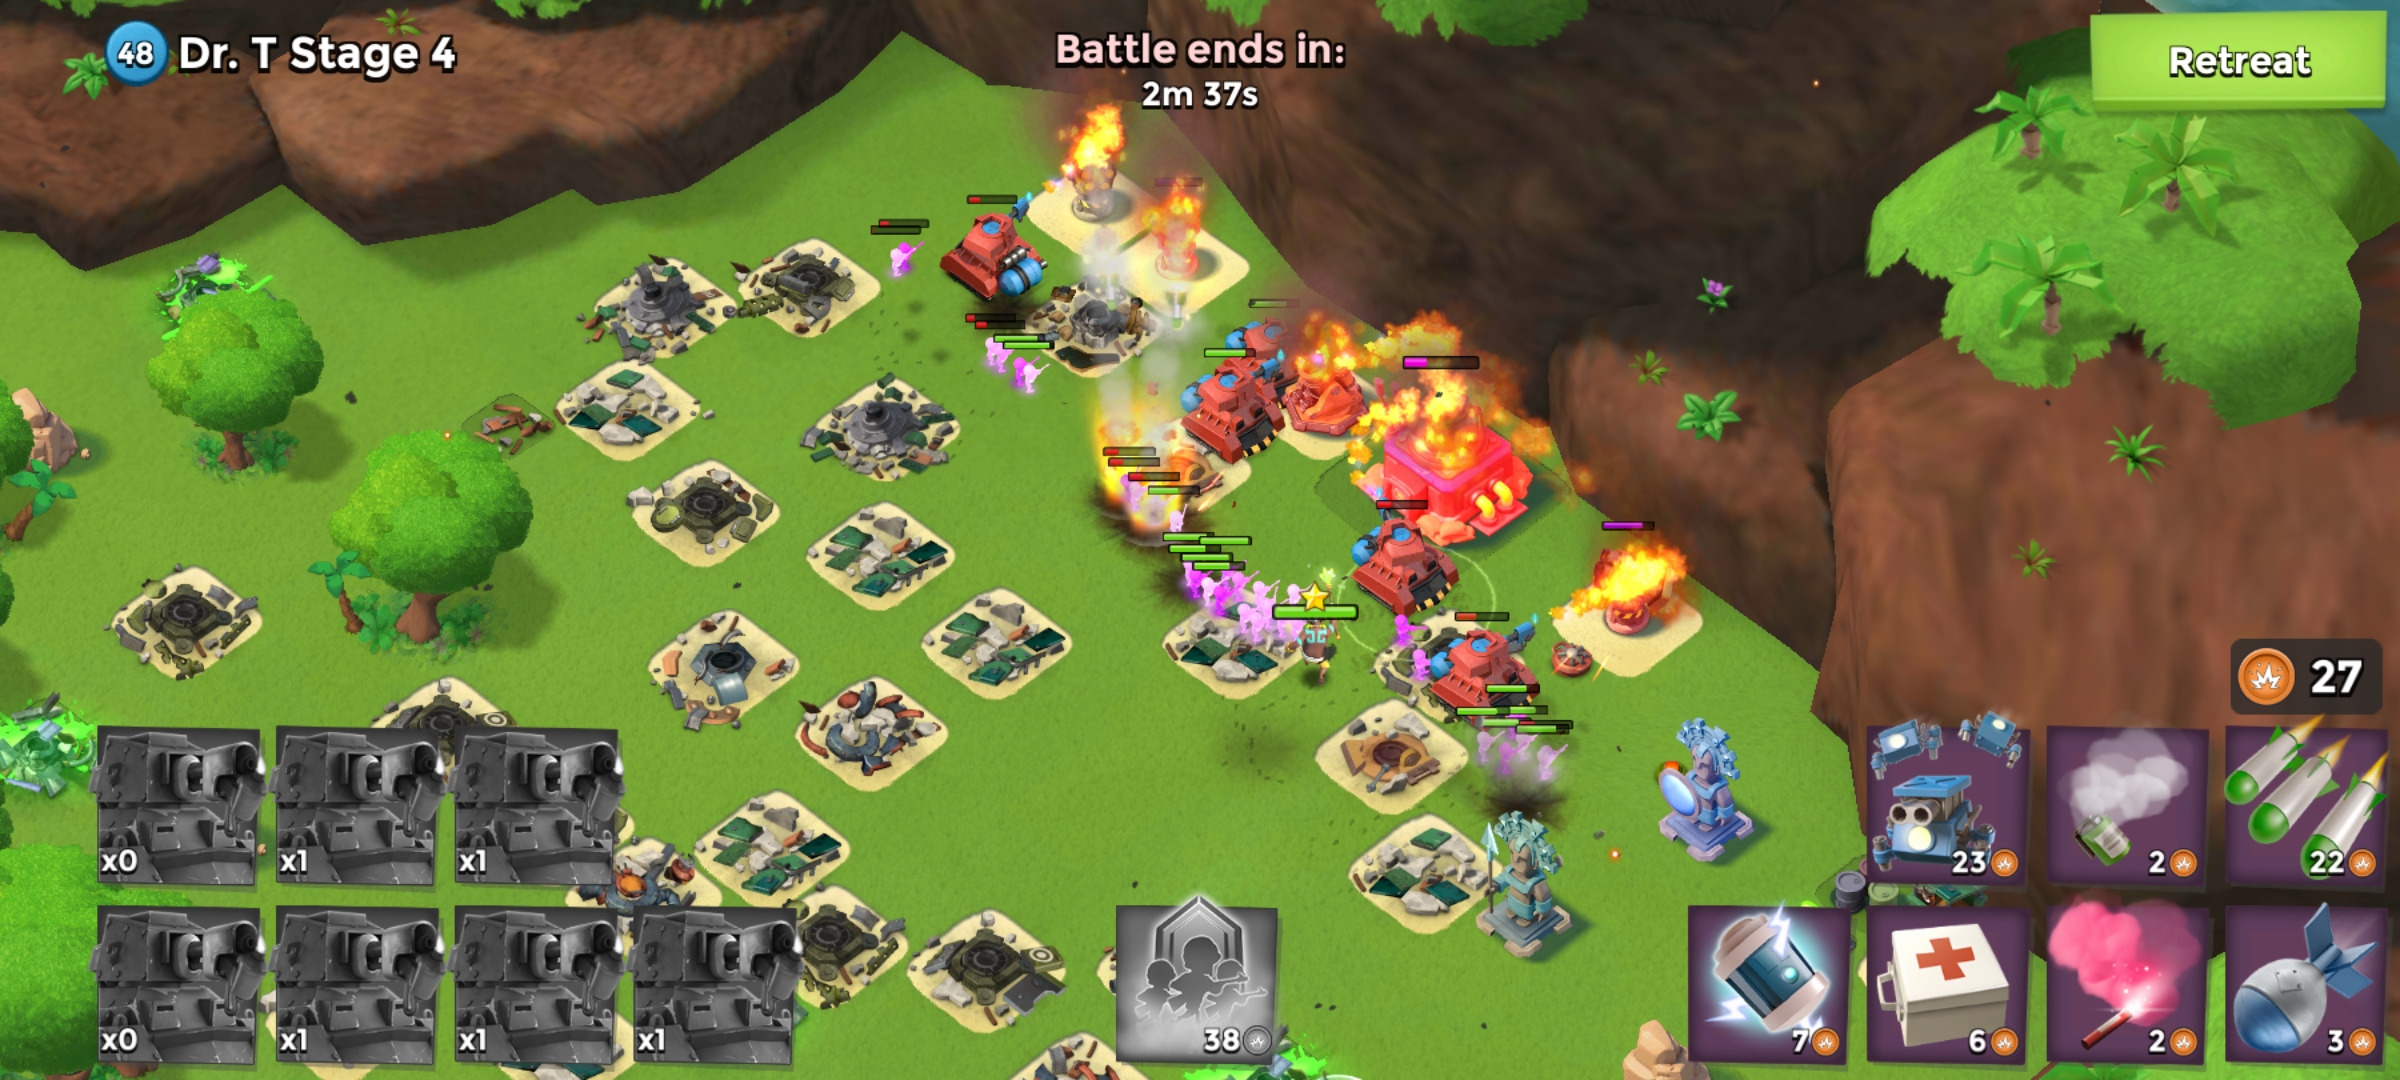 48 Dr. T Stage 4
Battle ends in:
2m 37s
Retreat
27
x0
x1
x1
23
2
22
x0
x1
x1
x1
38
7
6
2
3